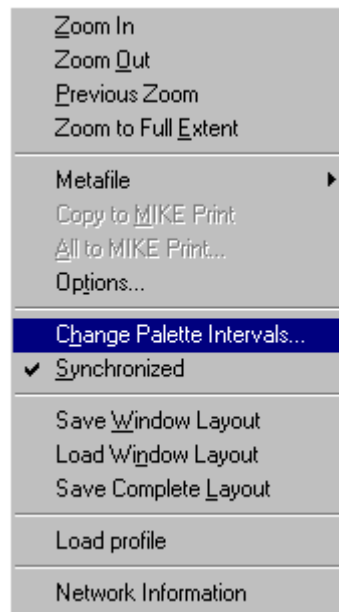 Zoom In
Zoom Out
Previous Zoom
Zoom to Full Extent
Metafile
Copy to MIKE Print
All to MIKE Print...
Options...
Change Palette Intervals...
Synchronized
Save Window Layout
Load Window Layout
Save Complete Layout
Load profile
Network Information